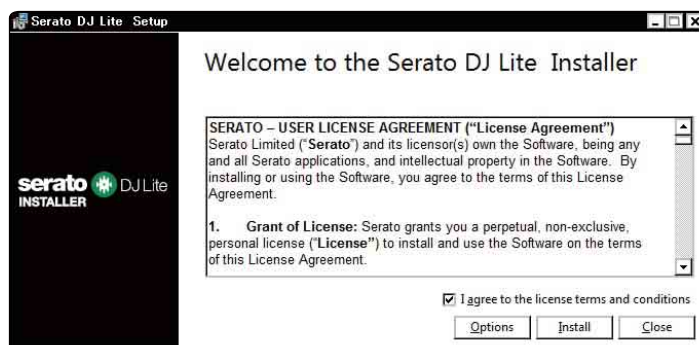 Serato DJ Lite Setup
Welcome to the Serato DJ Lite Installer
SERATO – USER LICENSE AGREEMENT ("License Agreement")
Serato Limited ("Serato") and its licensor(s) own the Software, being any
and all Serato applications, and intellectual property in the Software. By
installing or using the Software, you agree to the terms of this License
Agreement.
1. Grant of License: Serato grants you a perpetual, non-exclusive,
personal license ("License") to install and use the Software on the terms
of this License Agreement.
serato DJ Lite
INSTALLER
I agree to the license terms and conditions
Options Install Close